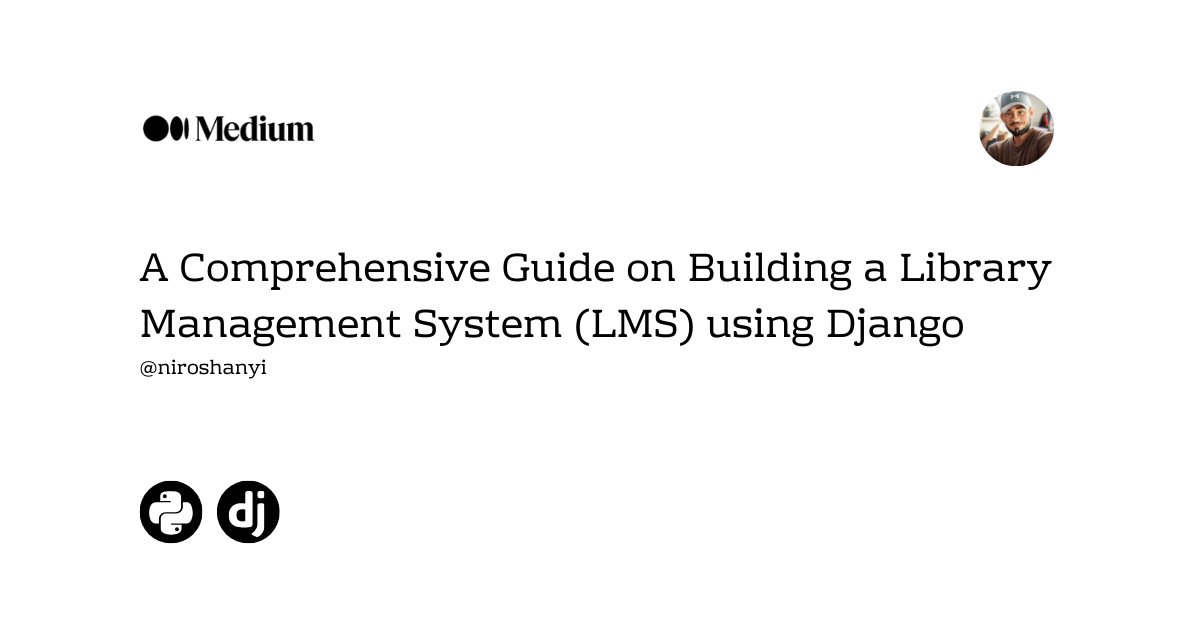 Medium
A Comprehensive Guide on Building a Library
Management System (LMS) using Django
@niroshanyi
dj